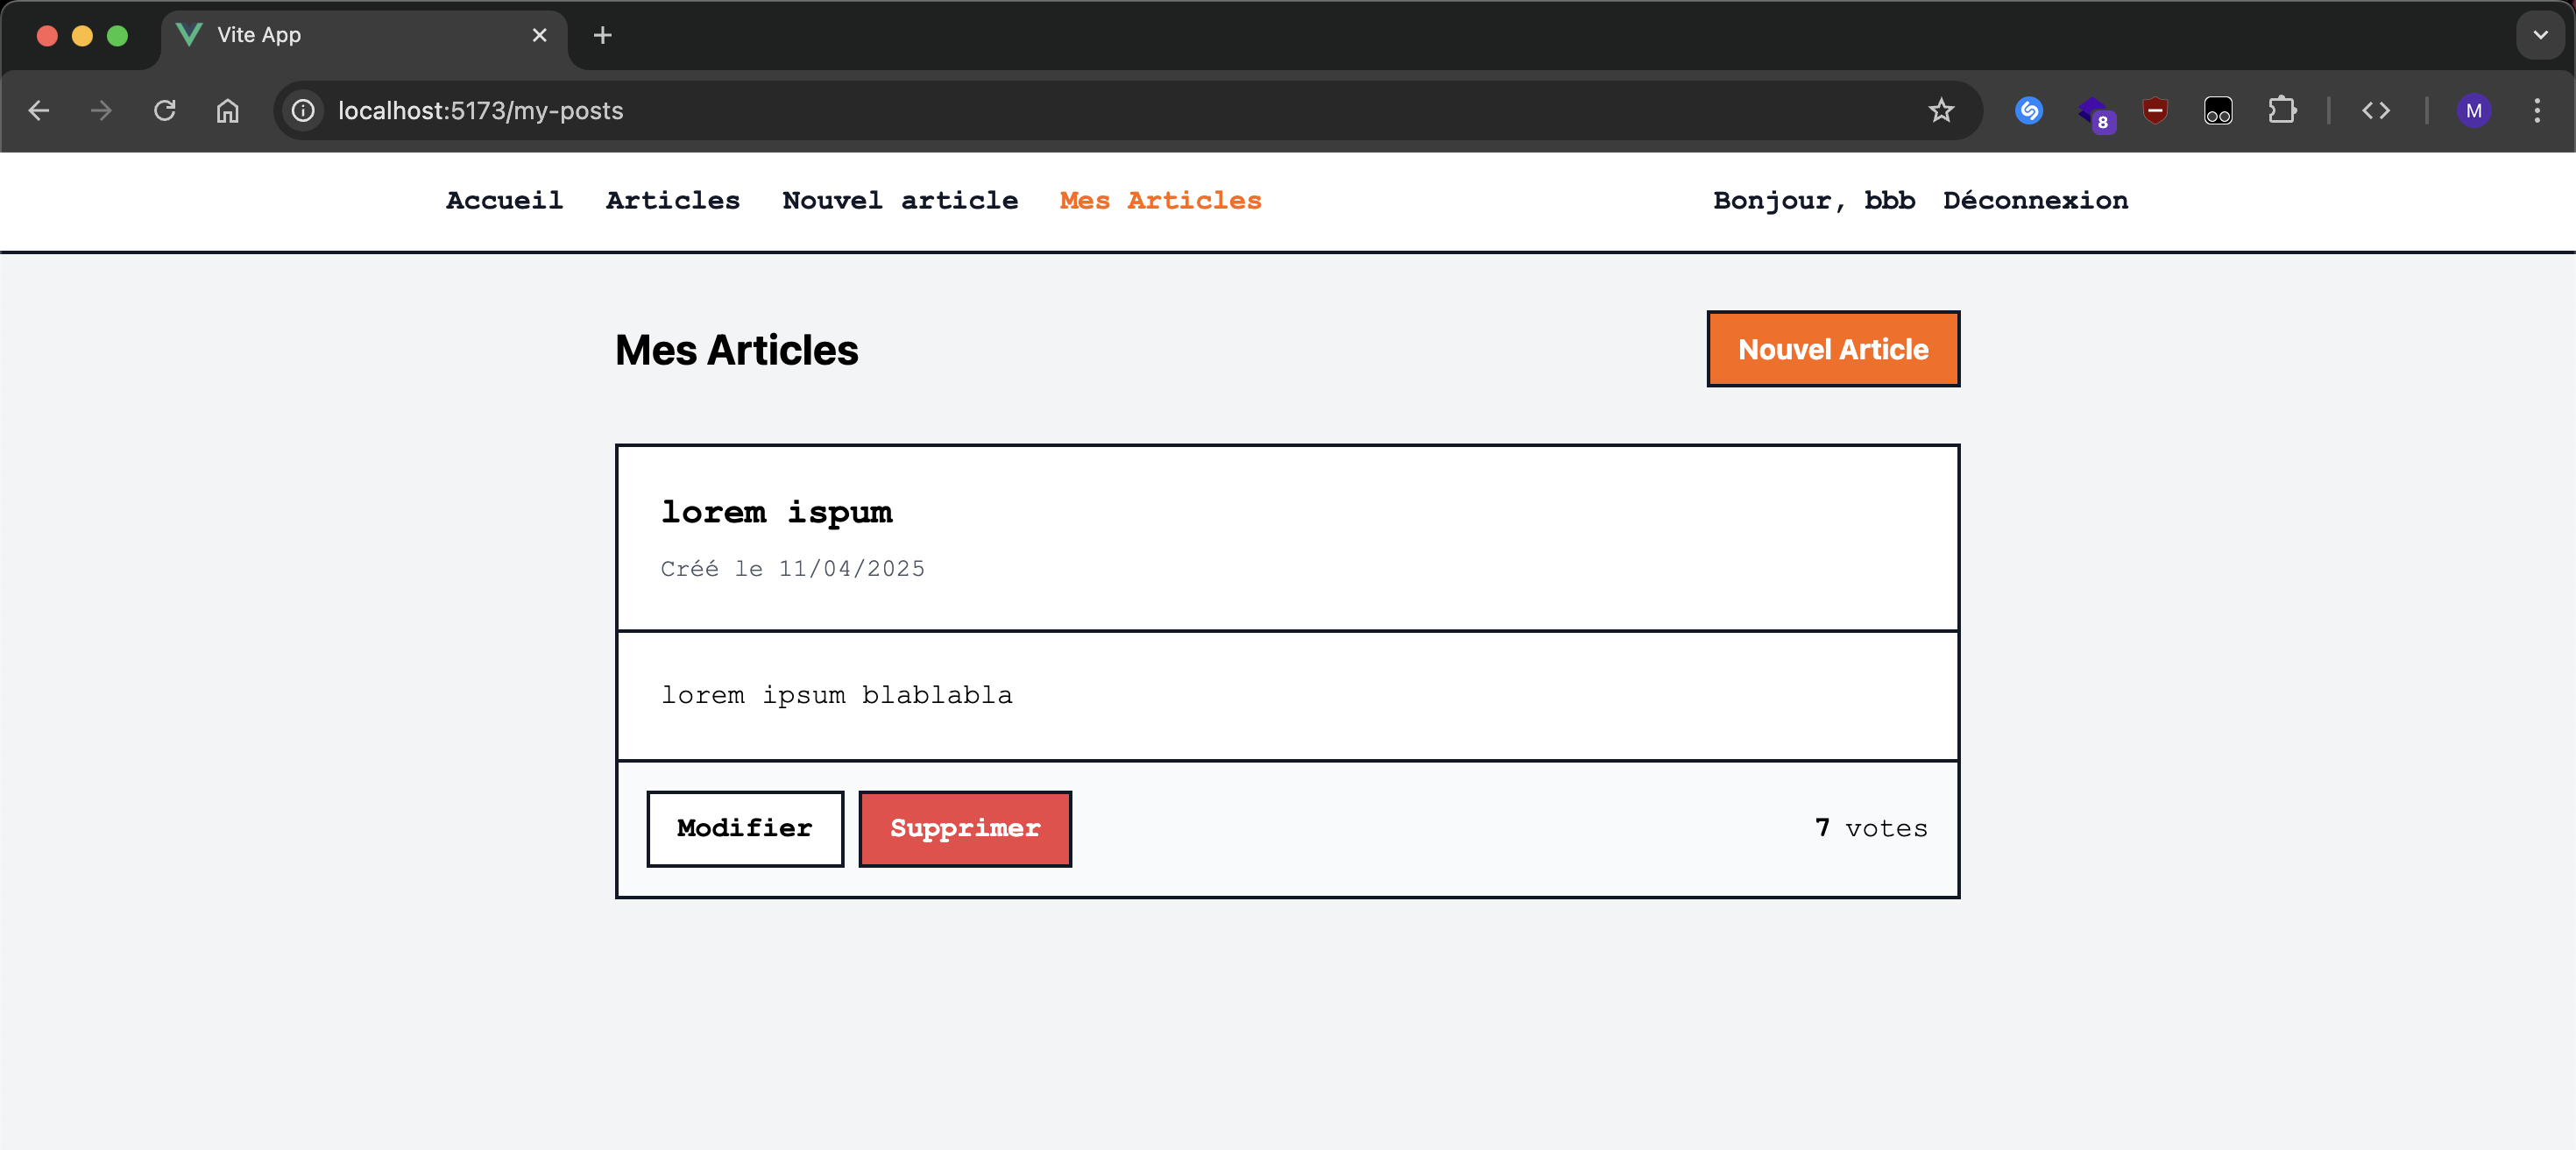 Vite App
localhost:5173/my-posts
8
M
Accueil Articles Nouvel article Mes Articles Bonjour, bbb Déconnexion
Mes Articles
Nouvel Article
lorem ispum
Créé le 11/04/2025
lorem ipsum blablabla
Modifier Supprimer 7 votes